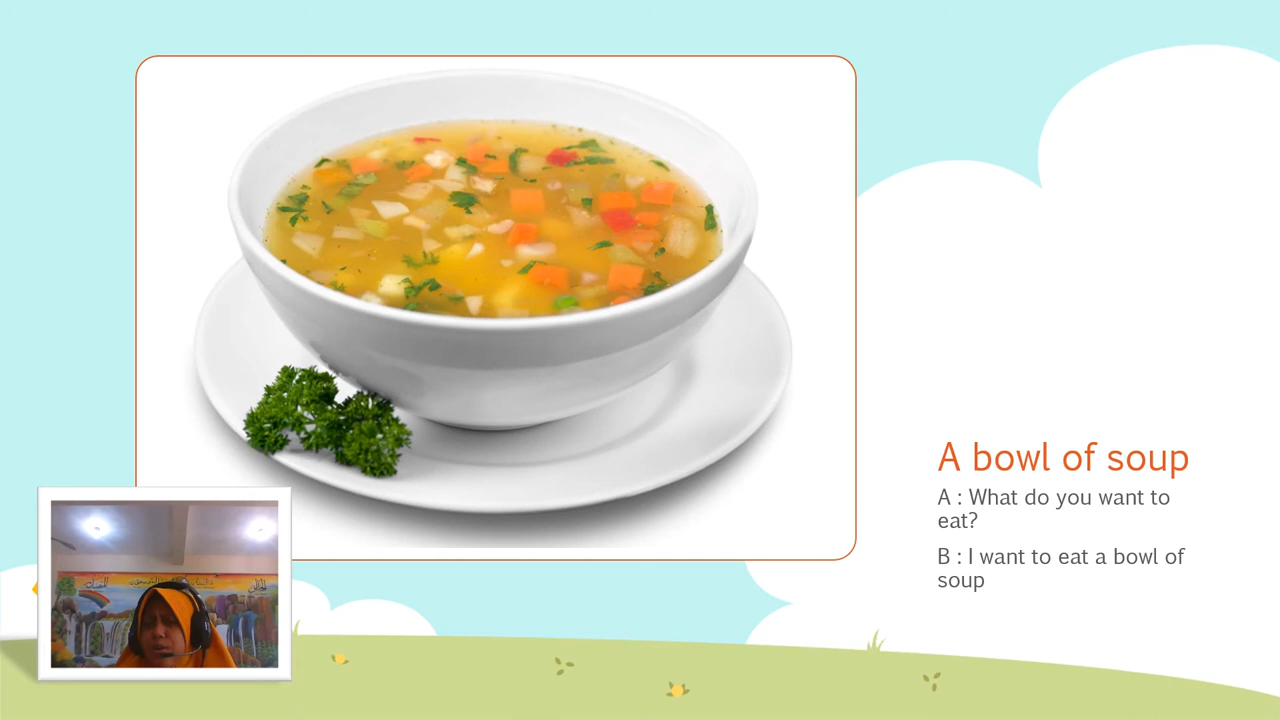 A bowl of soup
A : What do you want to
eat?
B : I want to eat a bowl of
soup